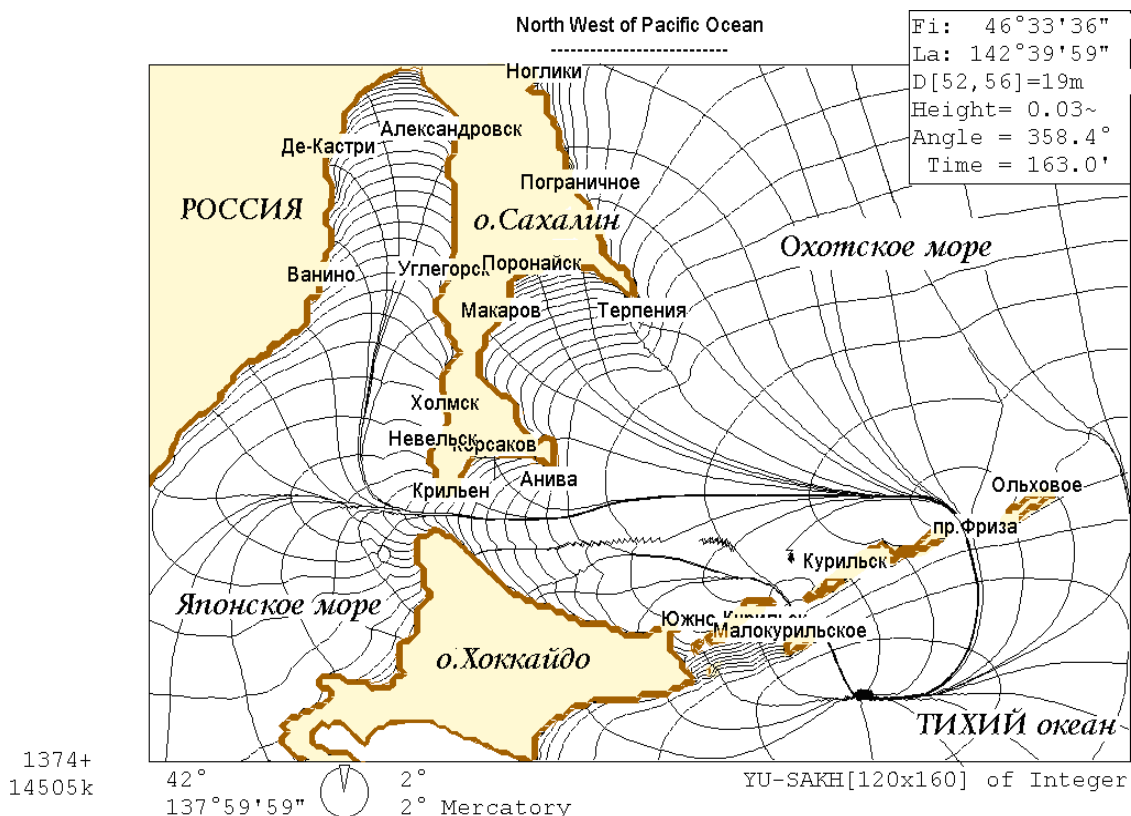 North West of Pacific Ocean
---------------------------
Fi: 46°33'36"
La: 142°39'59"
D[52,56]=19m
Height= 0.03~
Angle = 358.4°
Time = 163.0'
Ноглики
Александровск
Де-Кастри
Пограничное
РОССИЯ
о.Сахалин
Охотское море
Ванино
Углегорск
Поронайск
Макаров
Терпения
Холмск
Невельск
Корсаков
Крильен
Анива
Ольховое
пр.Фриза
Курильск
Японское море
Южно-Курильск
Малокурильское
о.Хоккайдо
ТИХИЙ океан
1374+
14505k
42°
137°59'59"
2°
2° Mercatory
YU-SAKH[120x160] of Integer